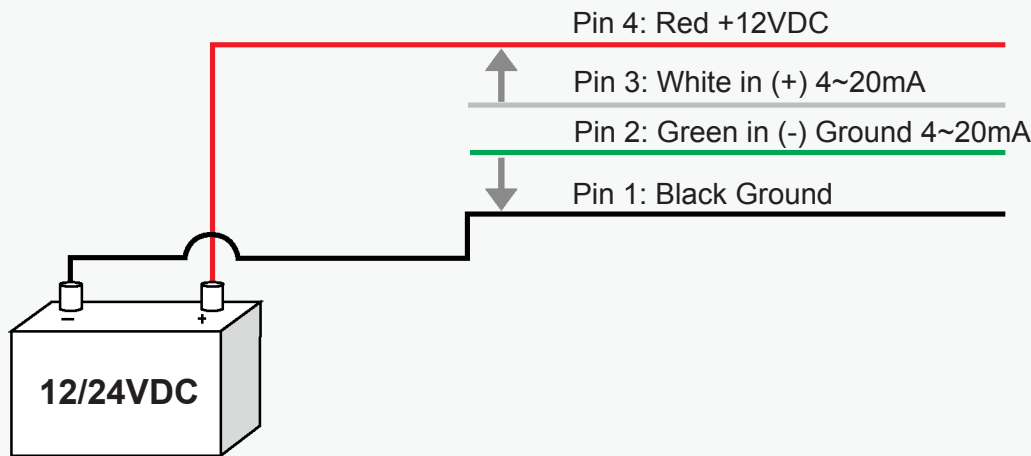 Pin 4: Red +12VDC
Pin 3: White in (+) 4~20mA
Pin 2: Green in (-) Ground 4~20mA
Pin 1: Black Ground
– +
12/24VDC